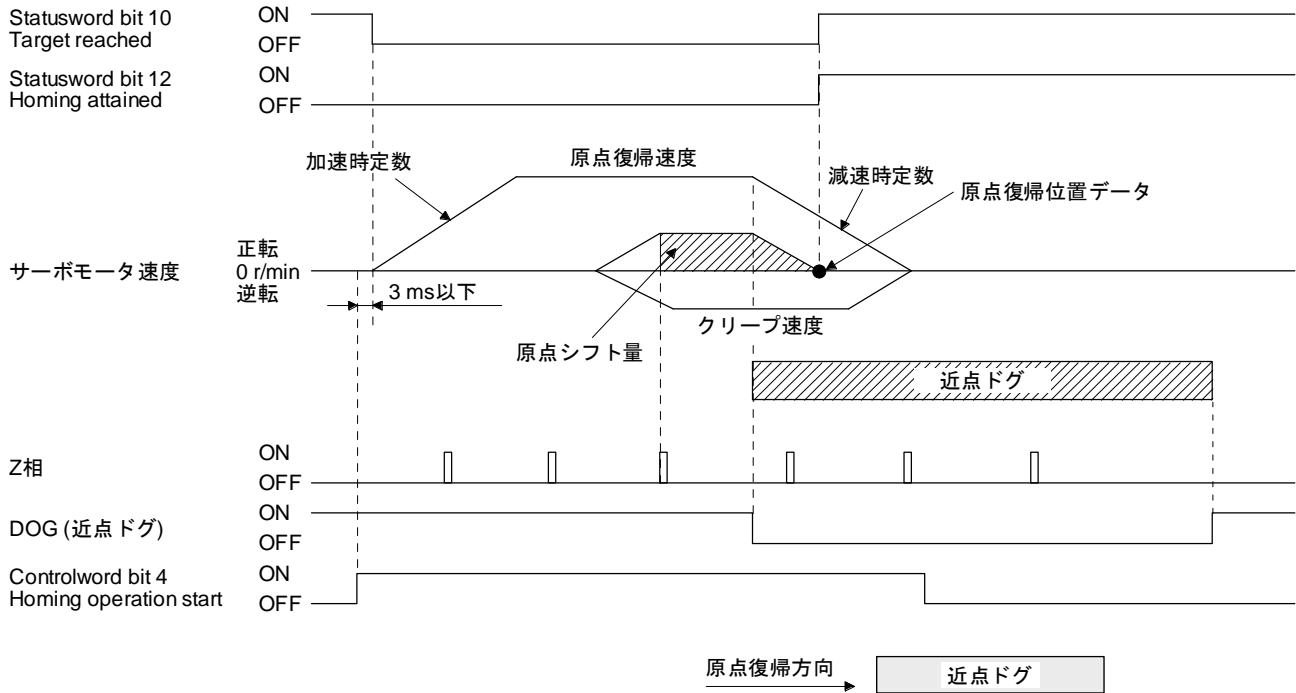 Statusword bit 10
Target reached
ON
OFF
Statusword bit 12
Homing attained
ON
OFF
加速時定数
原点復帰速度
減速時定数
原点復帰位置データ
サーボモータ速度
正転
0 r/min
逆転
3 ms以下
クリープ速度
原点シフト量
近点ドグ
Z相
ON
OFF
DOG (近点ドグ)
ON
OFF
Controlword bit 4
Homing operation start
ON
OFF
原点復帰方向
近点ドグ